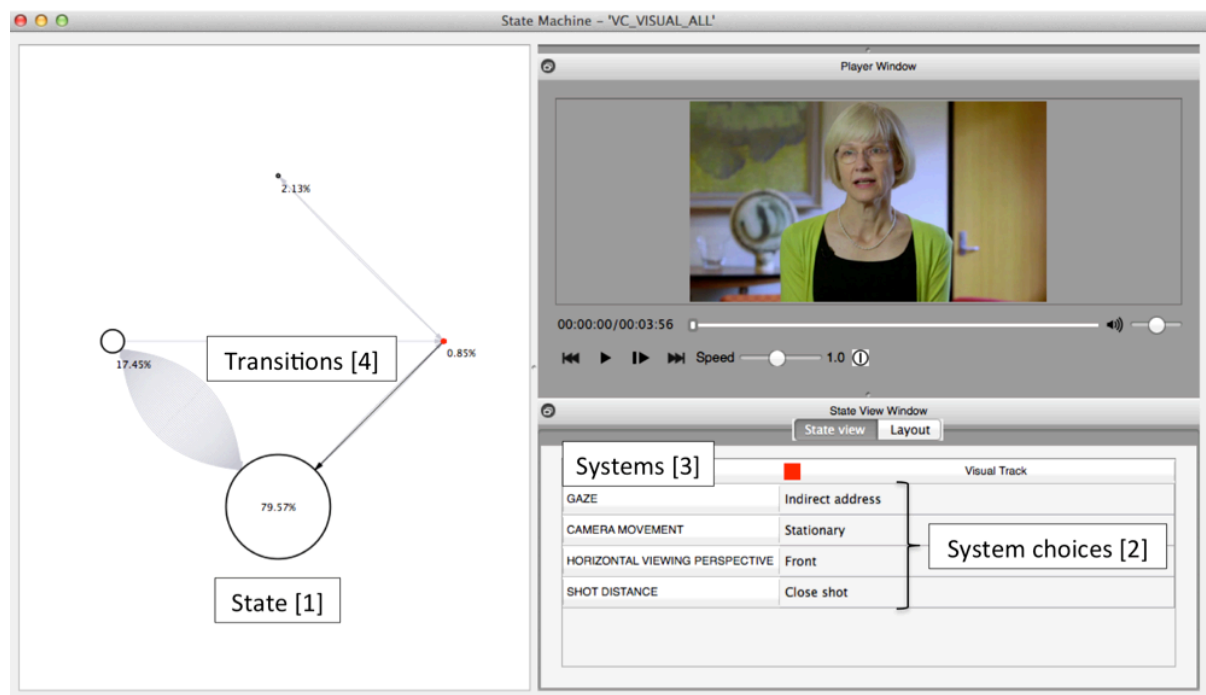 State Machine - 'VC_VISUAL_ALL'
2.13%
17.45%
Transitions [4]
0.85%
79.57%
State [1]
Player Window
00:00:00/00:03:56
Speed
1.0
State View Window
State view
Layout
Systems [3]
Visual Track
GAZE
Indirect address
CAMERA MOVEMENT
Stationary
HORIZONTAL VIEWING PERSPECTIVE
Front
SHOT DISTANCE
Close shot
System choices [2]